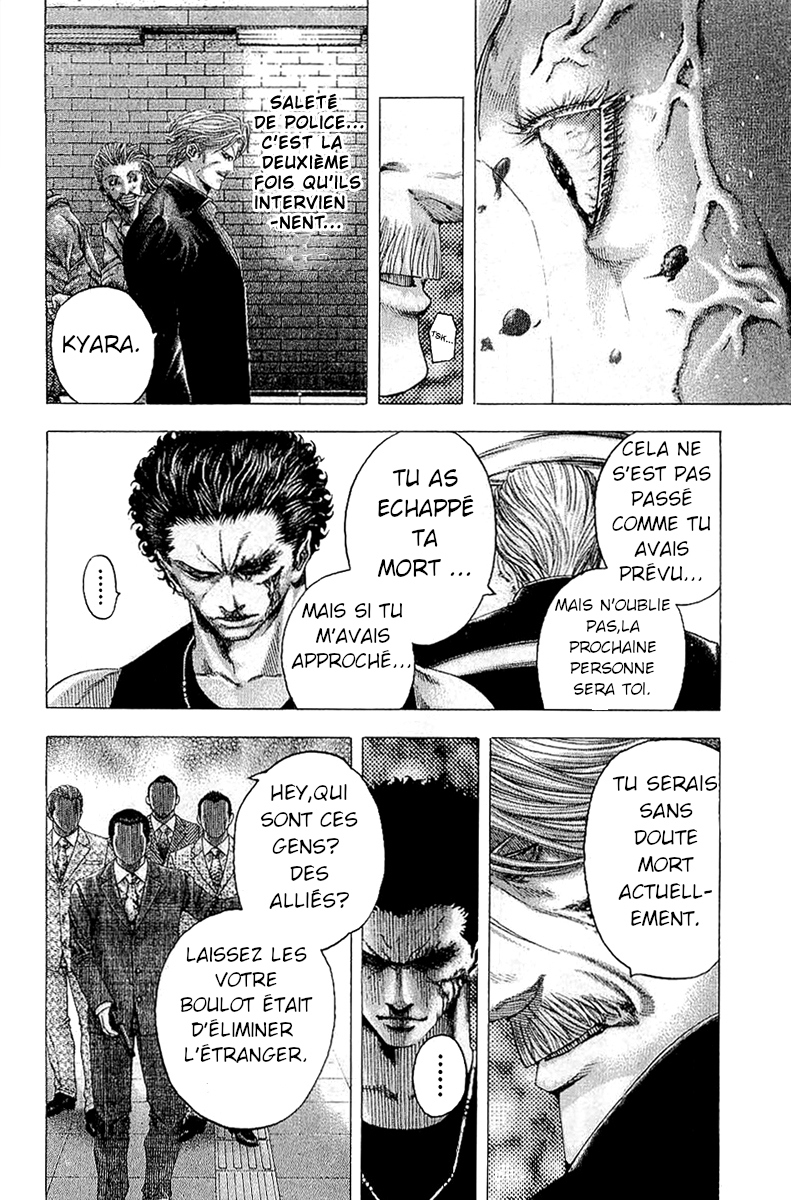 TSK...
SALETÉ
DE POLICE...
C'EST LA
DEUXIÈME
FOIS QU'ILS
INTERVIEN
-NENT...
KYARA.
CELA NE
S'EST PAS
PASSÉ
COMME TU
AVAIS
PRÉVU...
MAIS N'OUBLIE
PAS,LA
PROCHAINE
PERSONNE
SERA TOI.
TU AS
ECHAPPÉ
TA
MORT ...
MAIS SI TU
M'AVAIS
APPROCHÉ...
......
TU SERAIS
SANS
DOUTE
MORT
ACTUELL-
EMENT.
......
HEY,QUI
SONT CES
GENS?
DES
ALLIÉS?
LAISSEZ LES
VOTRE
BOULOT ÉTAIT
D'ÉLIMINER
L'ÉTRANGER.